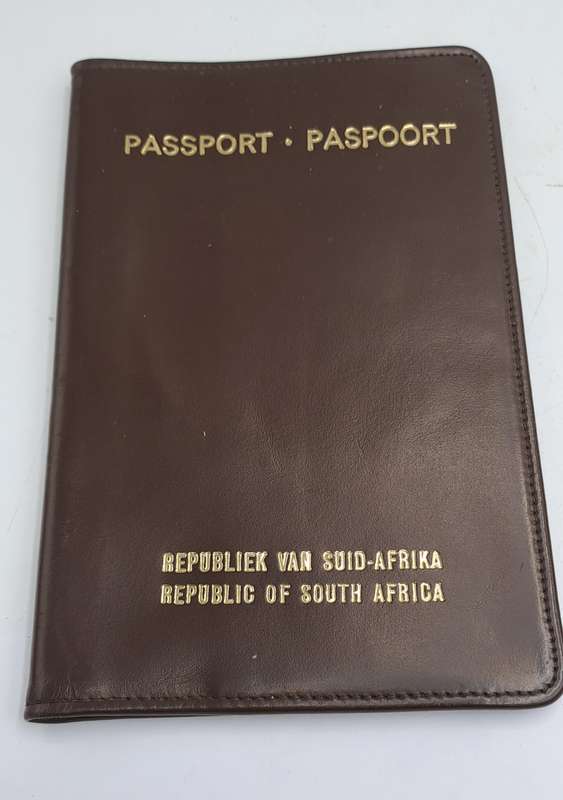 PASSPORT • PASPOORT
REPUBLIEK VAN SUID-AFRIKA
REPUBLIC OF SOUTH AFRICA